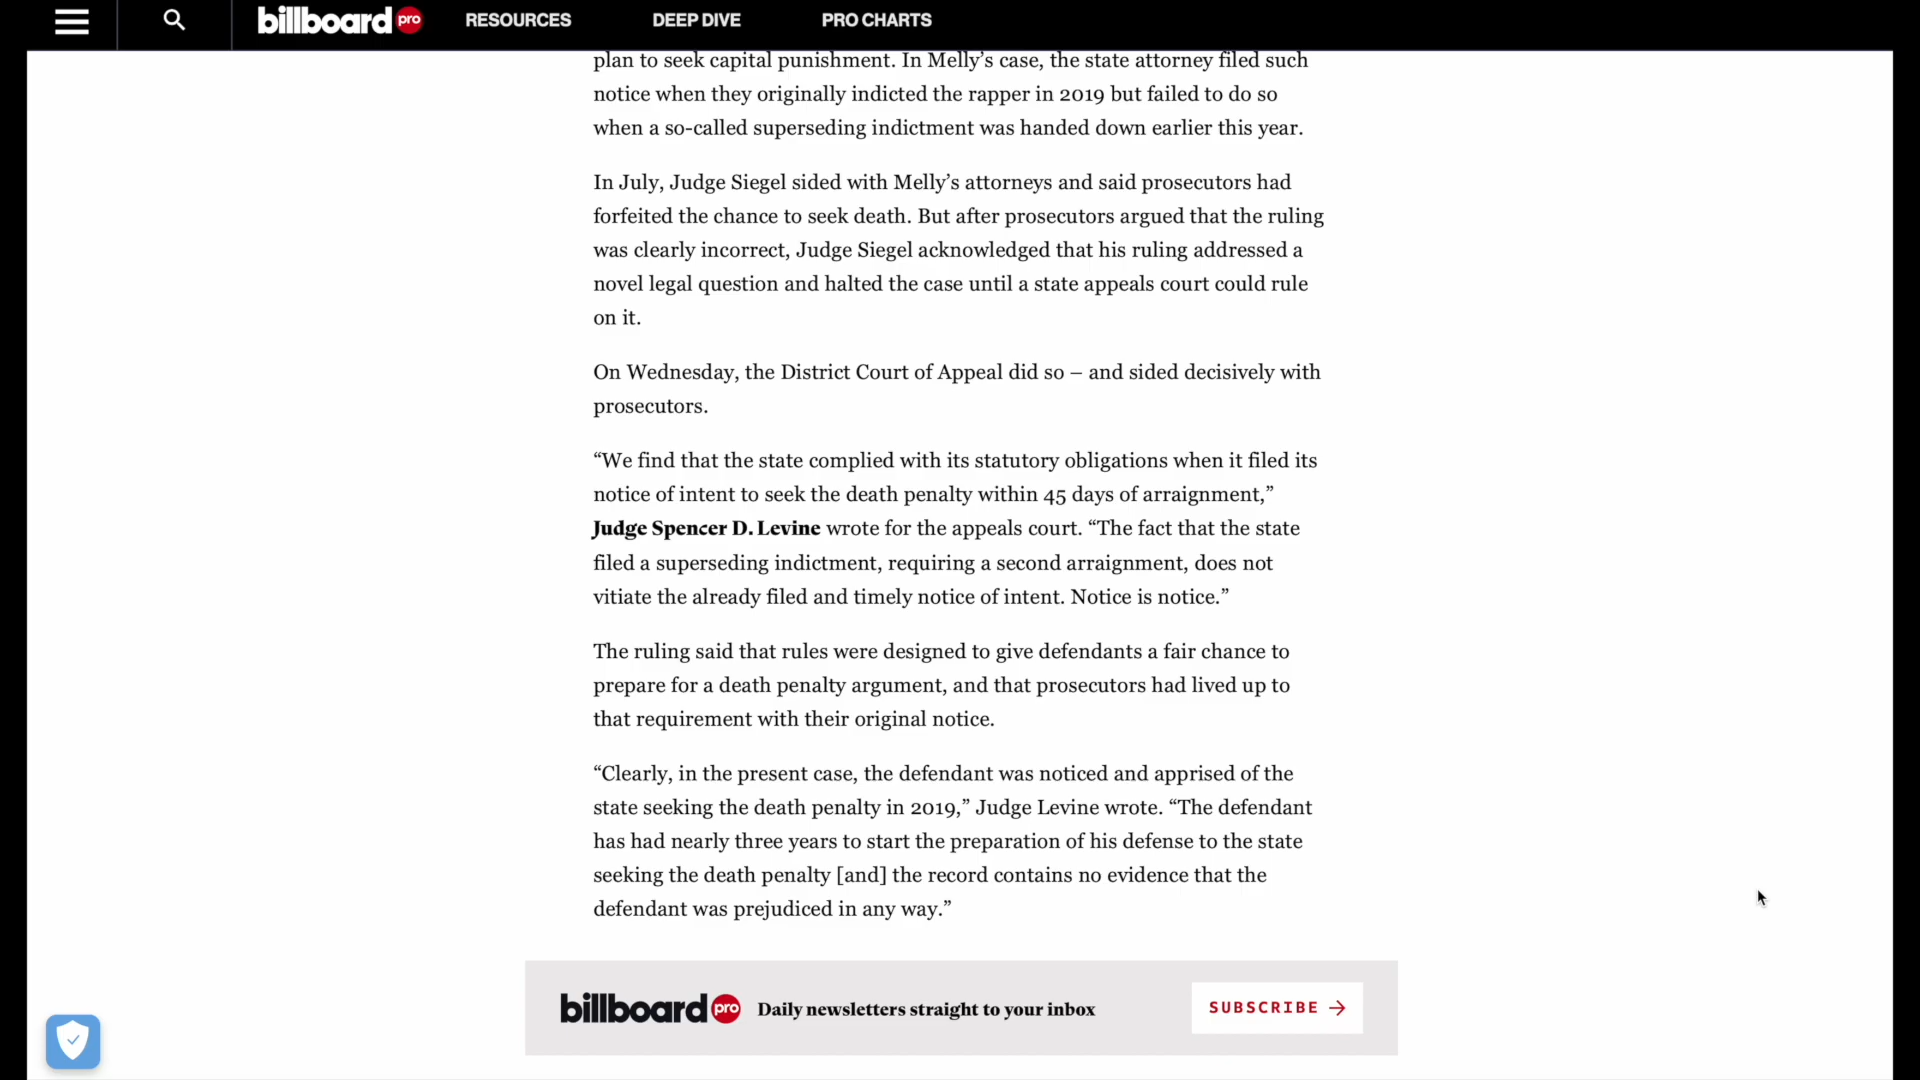 billboard pro RESOURCES DEEP DIVE PRO CHARTS
plan to seek capital punishment. In Melly’s case, the state attorney filed such
notice when they originally indicted the rapper in 2019 but failed to do so
when a so-called superseding indictment was handed down earlier this year.
In July, Judge Siegel sided with Melly’s attorneys and said prosecutors had
forfeited the chance to seek death. But after prosecutors argued that the ruling
was clearly incorrect, Judge Siegel acknowledged that his ruling addressed a
novel legal question and halted the case until a state appeals court could rule
on it.
On Wednesday, the District Court of Appeal did so – and sided decisively with
prosecutors.
“We find that the state complied with its statutory obligations when it filed its
notice of intent to seek the death penalty within 45 days of arraignment,”
Judge Spencer D. Levine wrote for the appeals court. “The fact that the state
filed a superseding indictment, requiring a second arraignment, does not
vitiate the already filed and timely notice of intent. Notice is notice.”
The ruling said that rules were designed to give defendants a fair chance to
prepare for a death penalty argument, and that prosecutors had lived up to
that requirement with their original notice.
“Clearly, in the present case, the defendant was noticed and apprised of the
state seeking the death penalty in 2019,” Judge Levine wrote. “The defendant
has had nearly three years to start the preparation of his defense to the state
seeking the death penalty [and] the record contains no evidence that the
defendant was prejudiced in any way.”
billboard pro Daily newsletters straight to your inbox SUBSCRIBE →